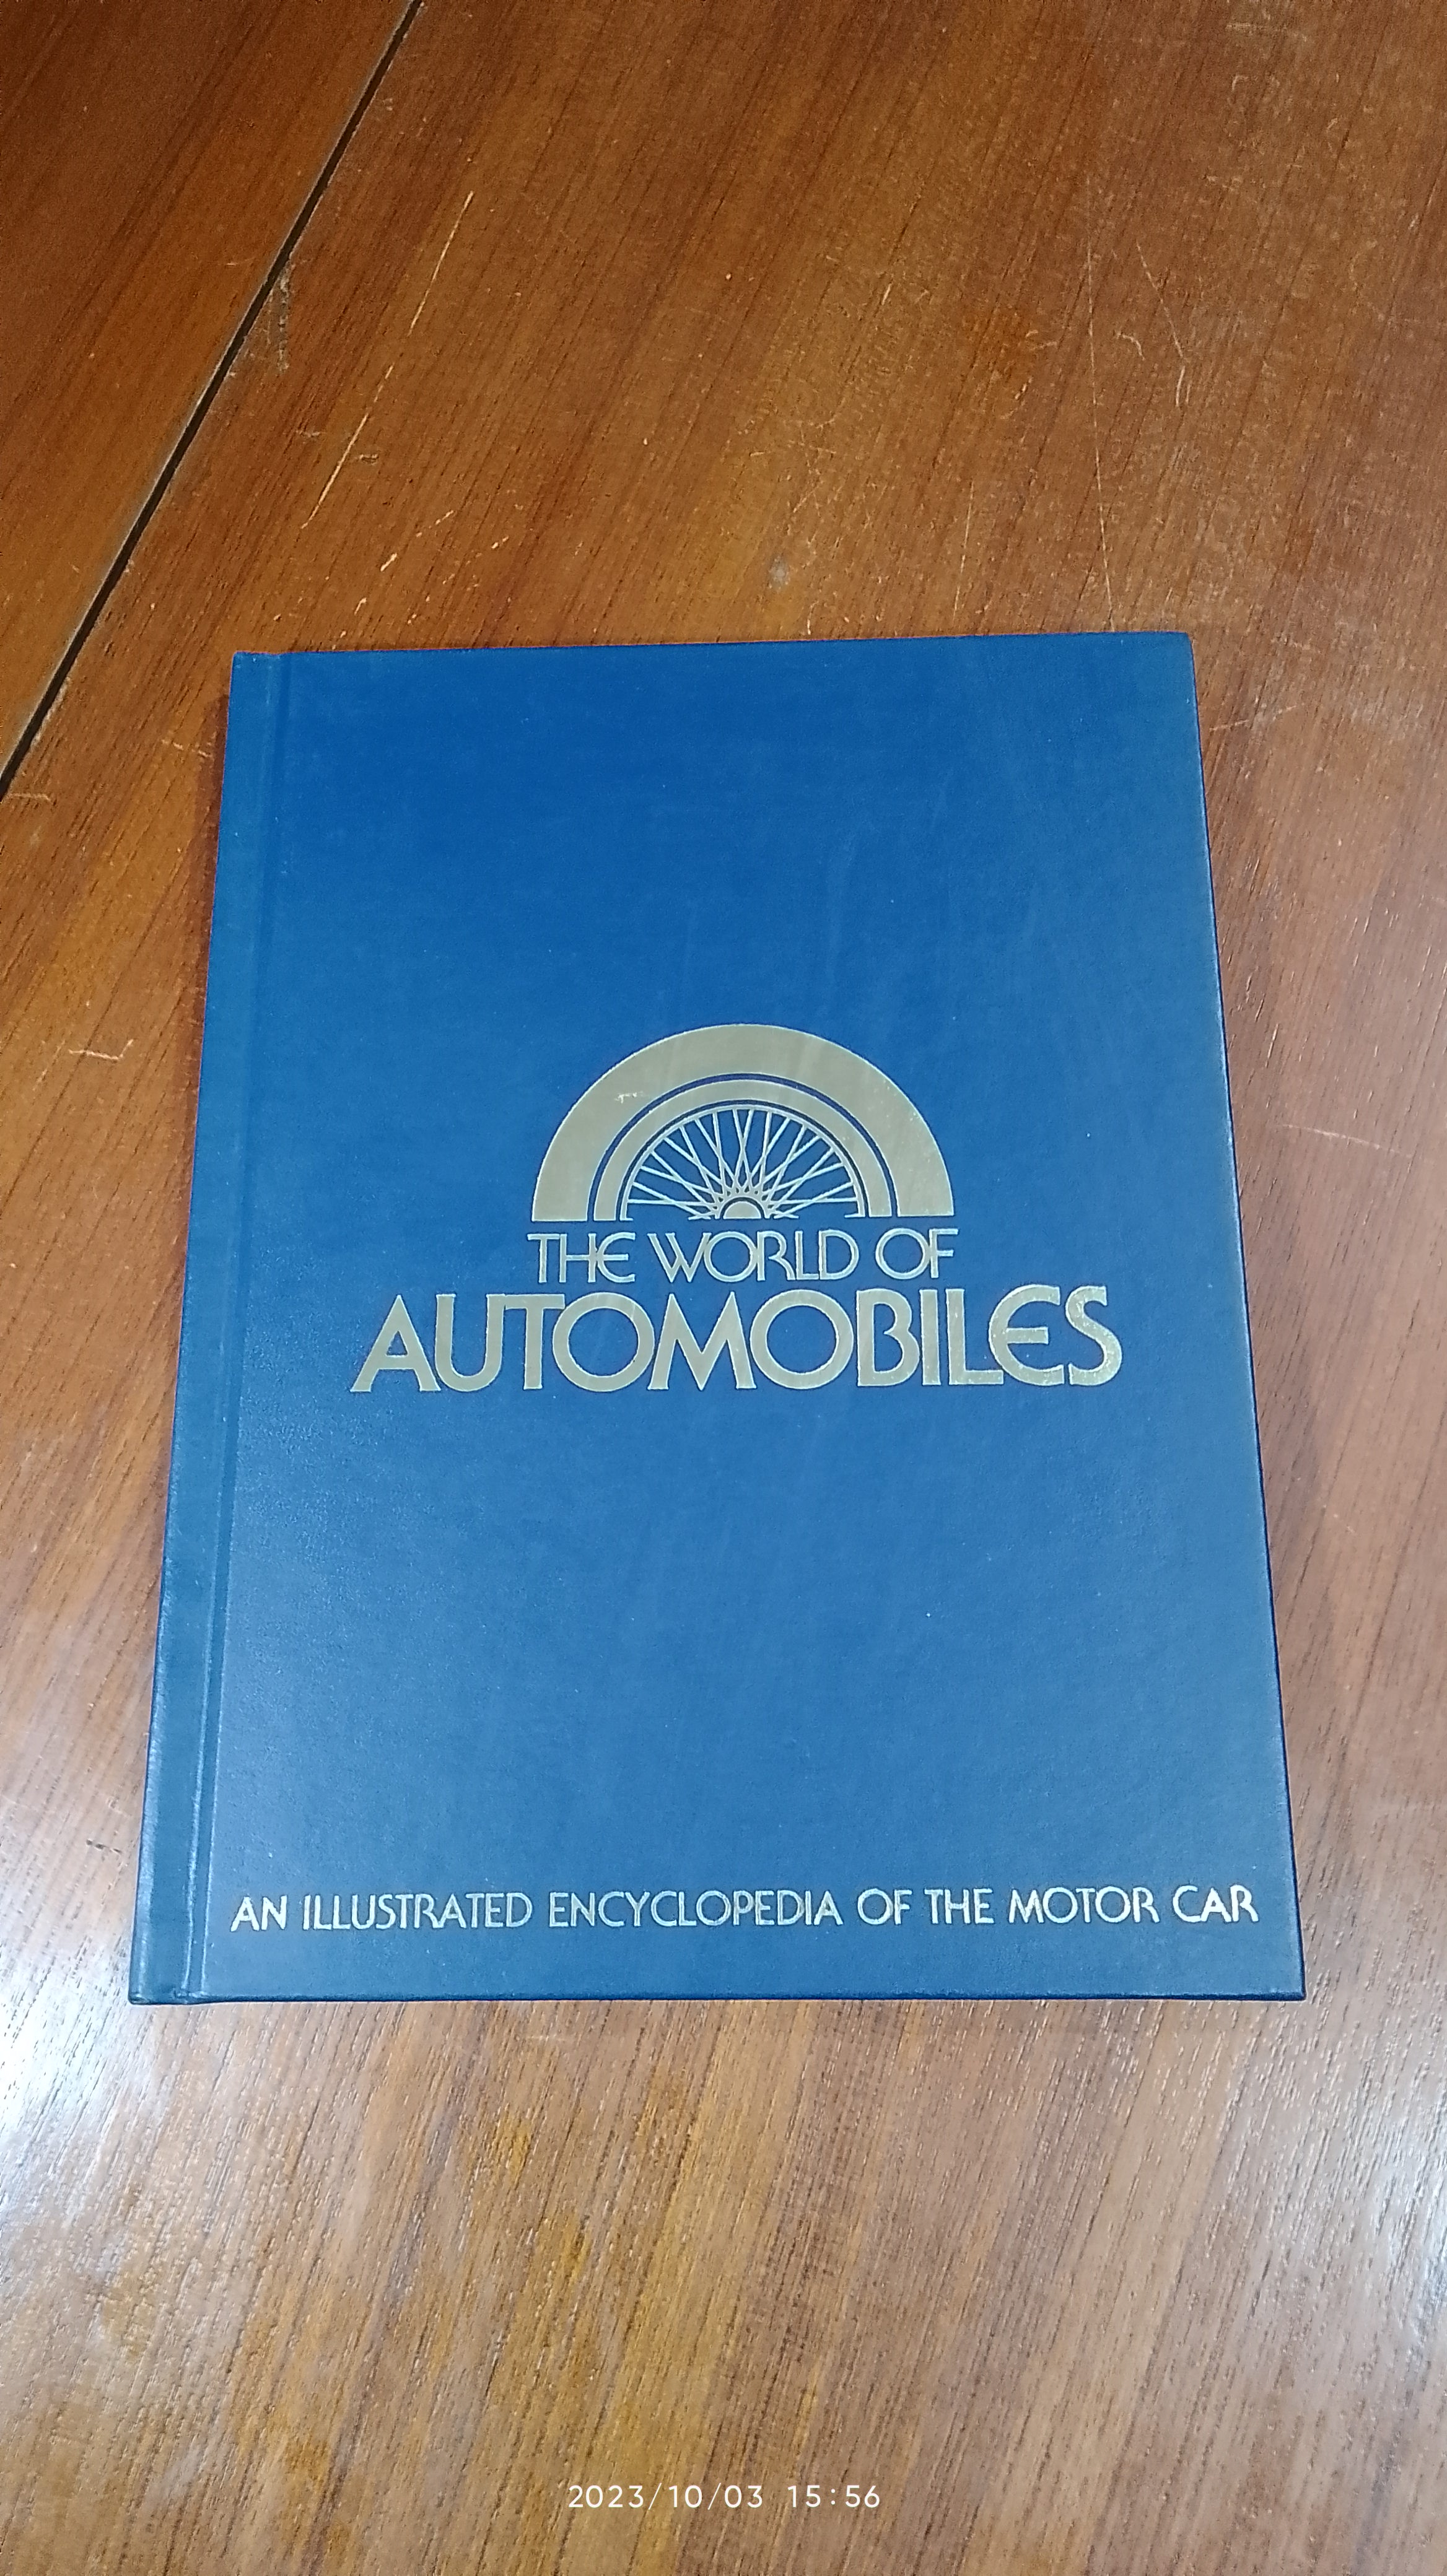 THE WORLD OF
AUTOMOBILES
AN ILLUSTRATED ENCYCLOPEDIA OF THE MOTOR CAR
2023/10/03 15:56